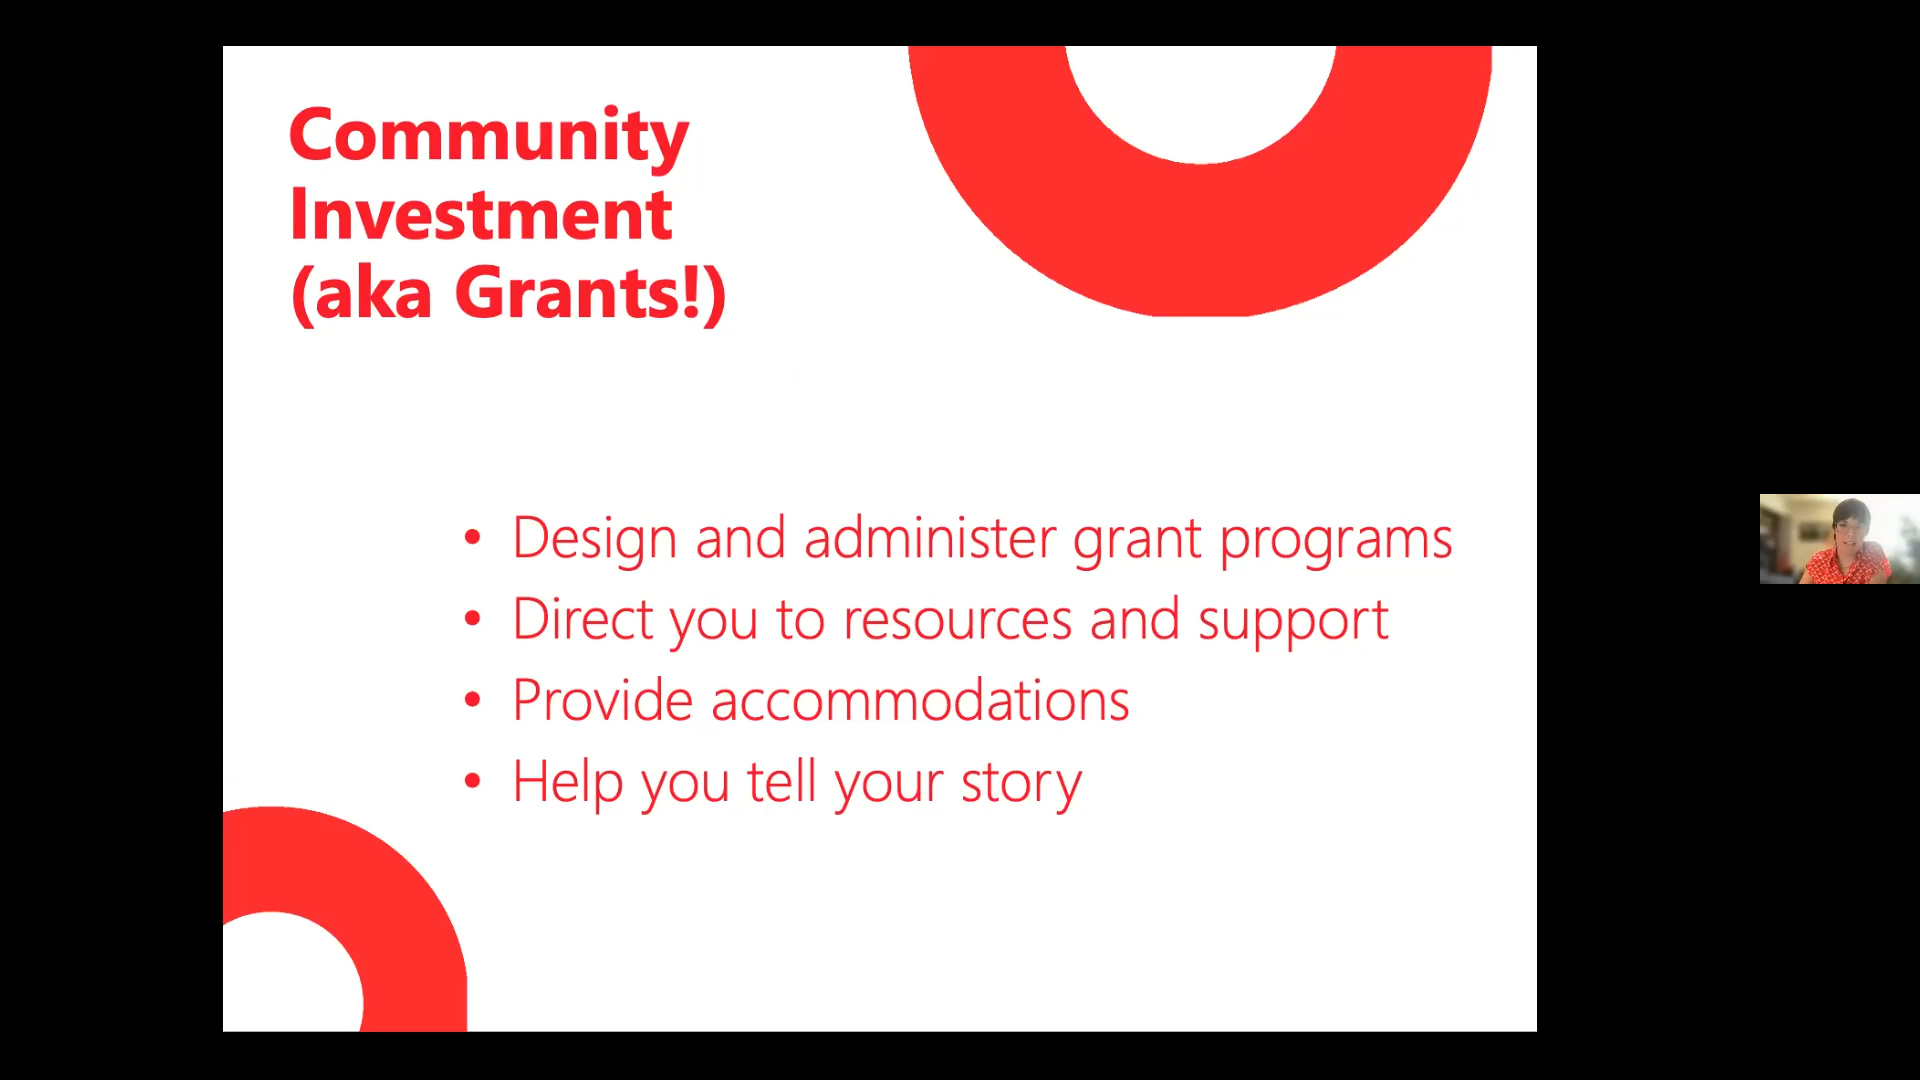 Community
Investment
(aka Grants!)
• Design and administer grant programs
• Direct you to resources and support
• Provide accommodations
• Help you tell your story